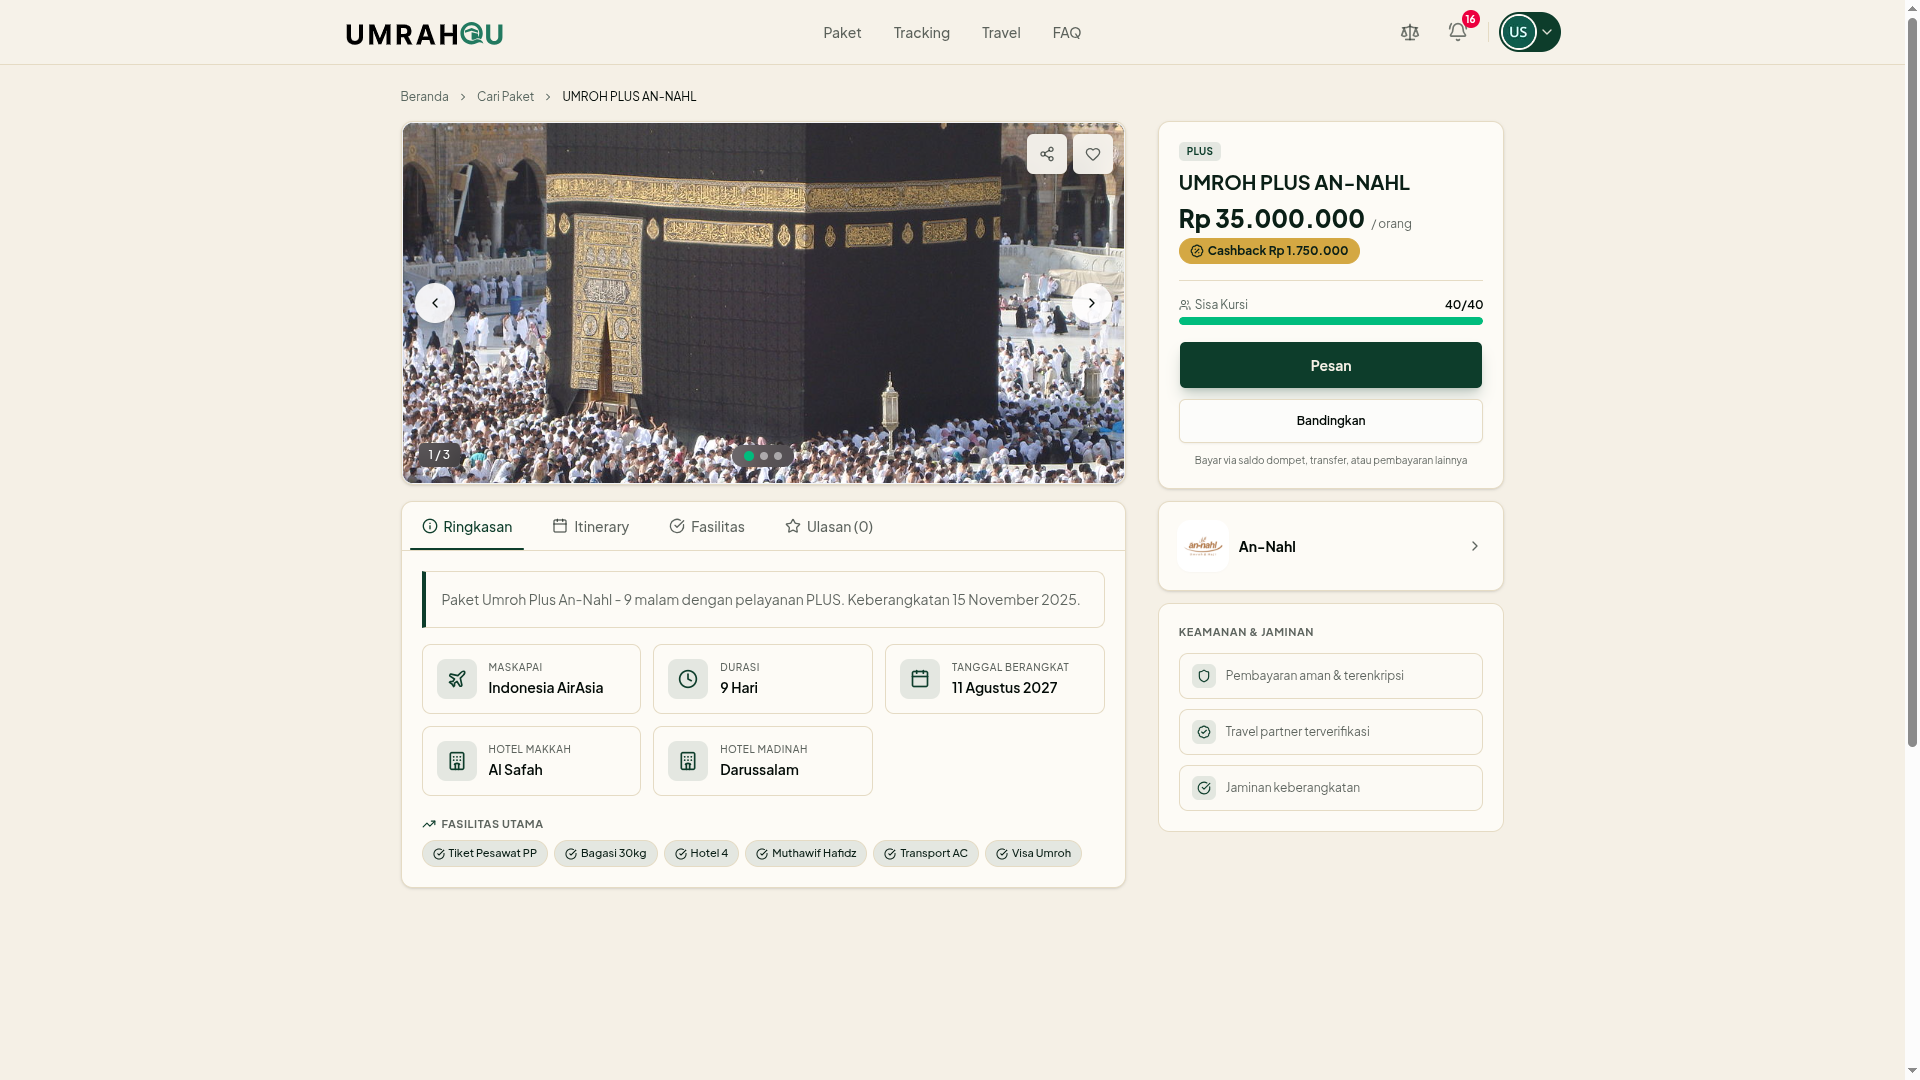 UMRAHQU
Paket
Tracking
Travel
FAQ
16
US
Beranda > Cari Paket > UMROH PLUS AN-NAHL
1 / 3
PLUS
UMROH PLUS AN-NAHL
Rp 35.000.000 / orang
Cashback Rp 1.750.000
Sisa Kursi 40/40
Pesan
Bandingkan
Bayar via saldo dompet, transfer, atau pembayaran lainnya
Ringkasan
Itinerary
Fasilitas
Ulasan (0)
Paket Umroh Plus An-Nahl - 9 malam dengan pelayanan PLUS. Keberangkatan 15 November 2025.
MASKAPAI
Indonesia AirAsia
DURASI
9 Hari
TANGGAL BERANGKAT
11 Agustus 2027
HOTEL MAKKAH
Al Safah
HOTEL MADINAH
Darussalam
FASILITAS UTAMA
Tiket Pesawat PP
Bagasi 30kg
Hotel 4
Muthawif Hafidz
Transport AC
Visa Umroh
an-nahl
An-Nahl
KEAMANAN & JAMINAN
Pembayaran aman & terenkripsi
Travel partner terverifikasi
Jaminan keberangkatan